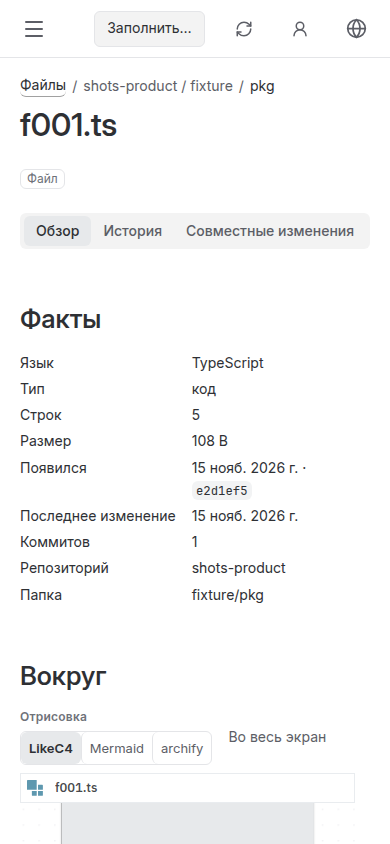 Заполнить...
Файлы / shots-product / fixture / pkg
f001.ts
Файл
Обзор История Совместные изменения
Факты
Язык TypeScript
Тип код
Строк 5
Размер 108 B
Появился 15 нояб. 2026 г. ·
e2d1ef5
Последнее изменение 15 нояб. 2026 г.
Коммитов 1
Репозиторий shots-product
Папка fixture/pkg
Вокруг
Отрисовка
LikeC4 Mermaid archify Во весь экран
f001.ts